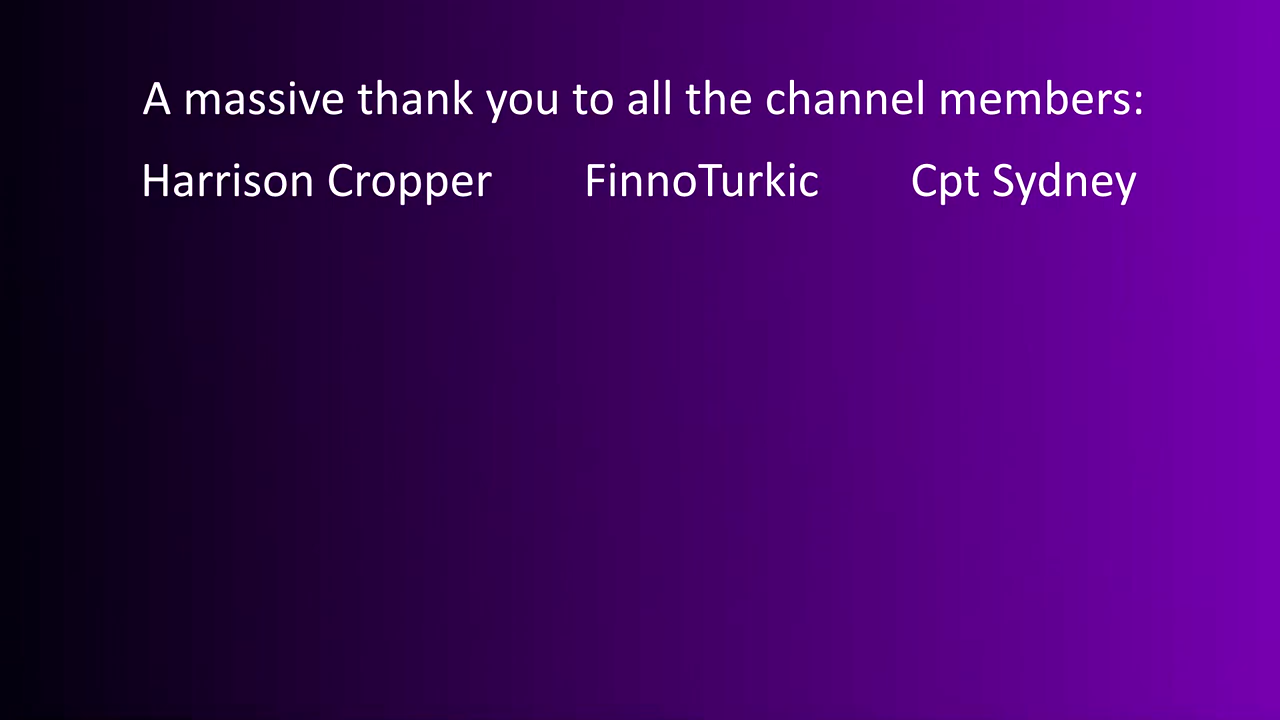 A massive thank you to all the channel members:
Harrison Cropper FinnoTurkic Cpt Sydney